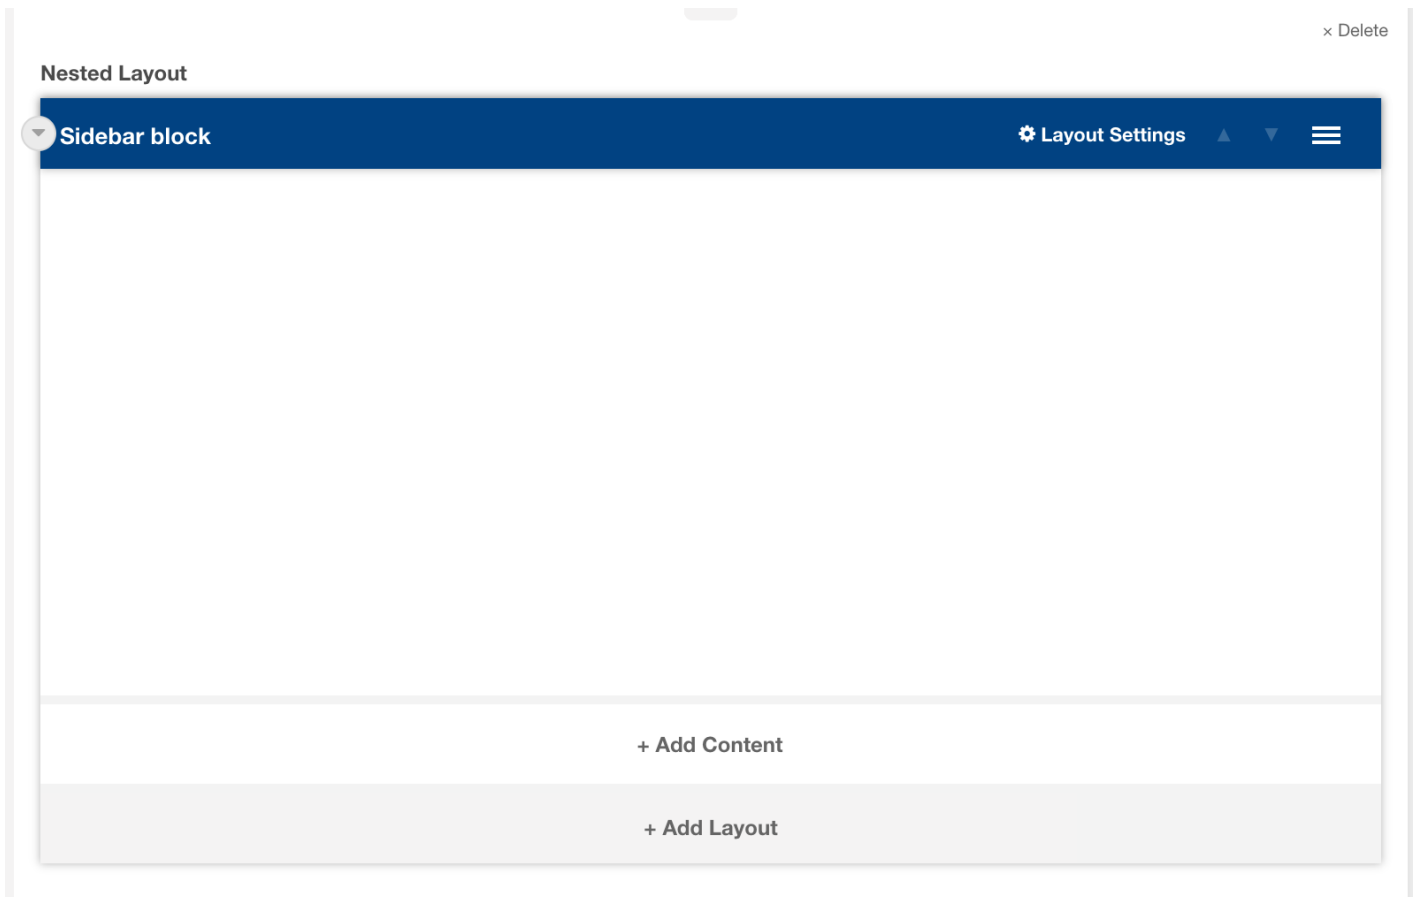 × Delete
Nested Layout
Sidebar block
Layout Settings
+ Add Content
+ Add Layout